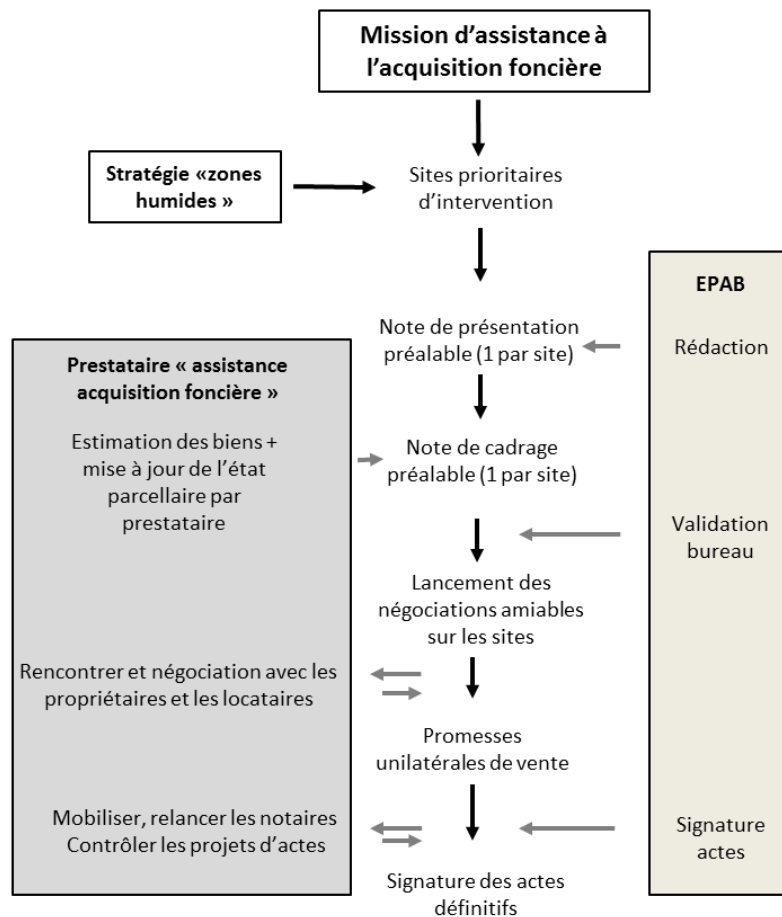 Mission d'assistance à
l'acquisition foncière
Stratégie «zones
humides »
Sites prioritaires
d'intervention
EPAB
Note de présentation
préalable (1 par site)
Rédaction
Prestataire « assistance
acquisition foncière »
Estimation des biens +
mise à jour de l'état
parcellaire par
prestataire
Note de cadrage
préalable (1 par site)
Validation
bureau
Lancement des
négociations amiables
sur les sites
Rencontrer et négociation avec les
propriétaires et les locataires
Promesses
unilatérales de vente
Mobiliser, relancer les notaires
Contrôler les projets d'actes
Signature
actes
Signature des actes
définitifs